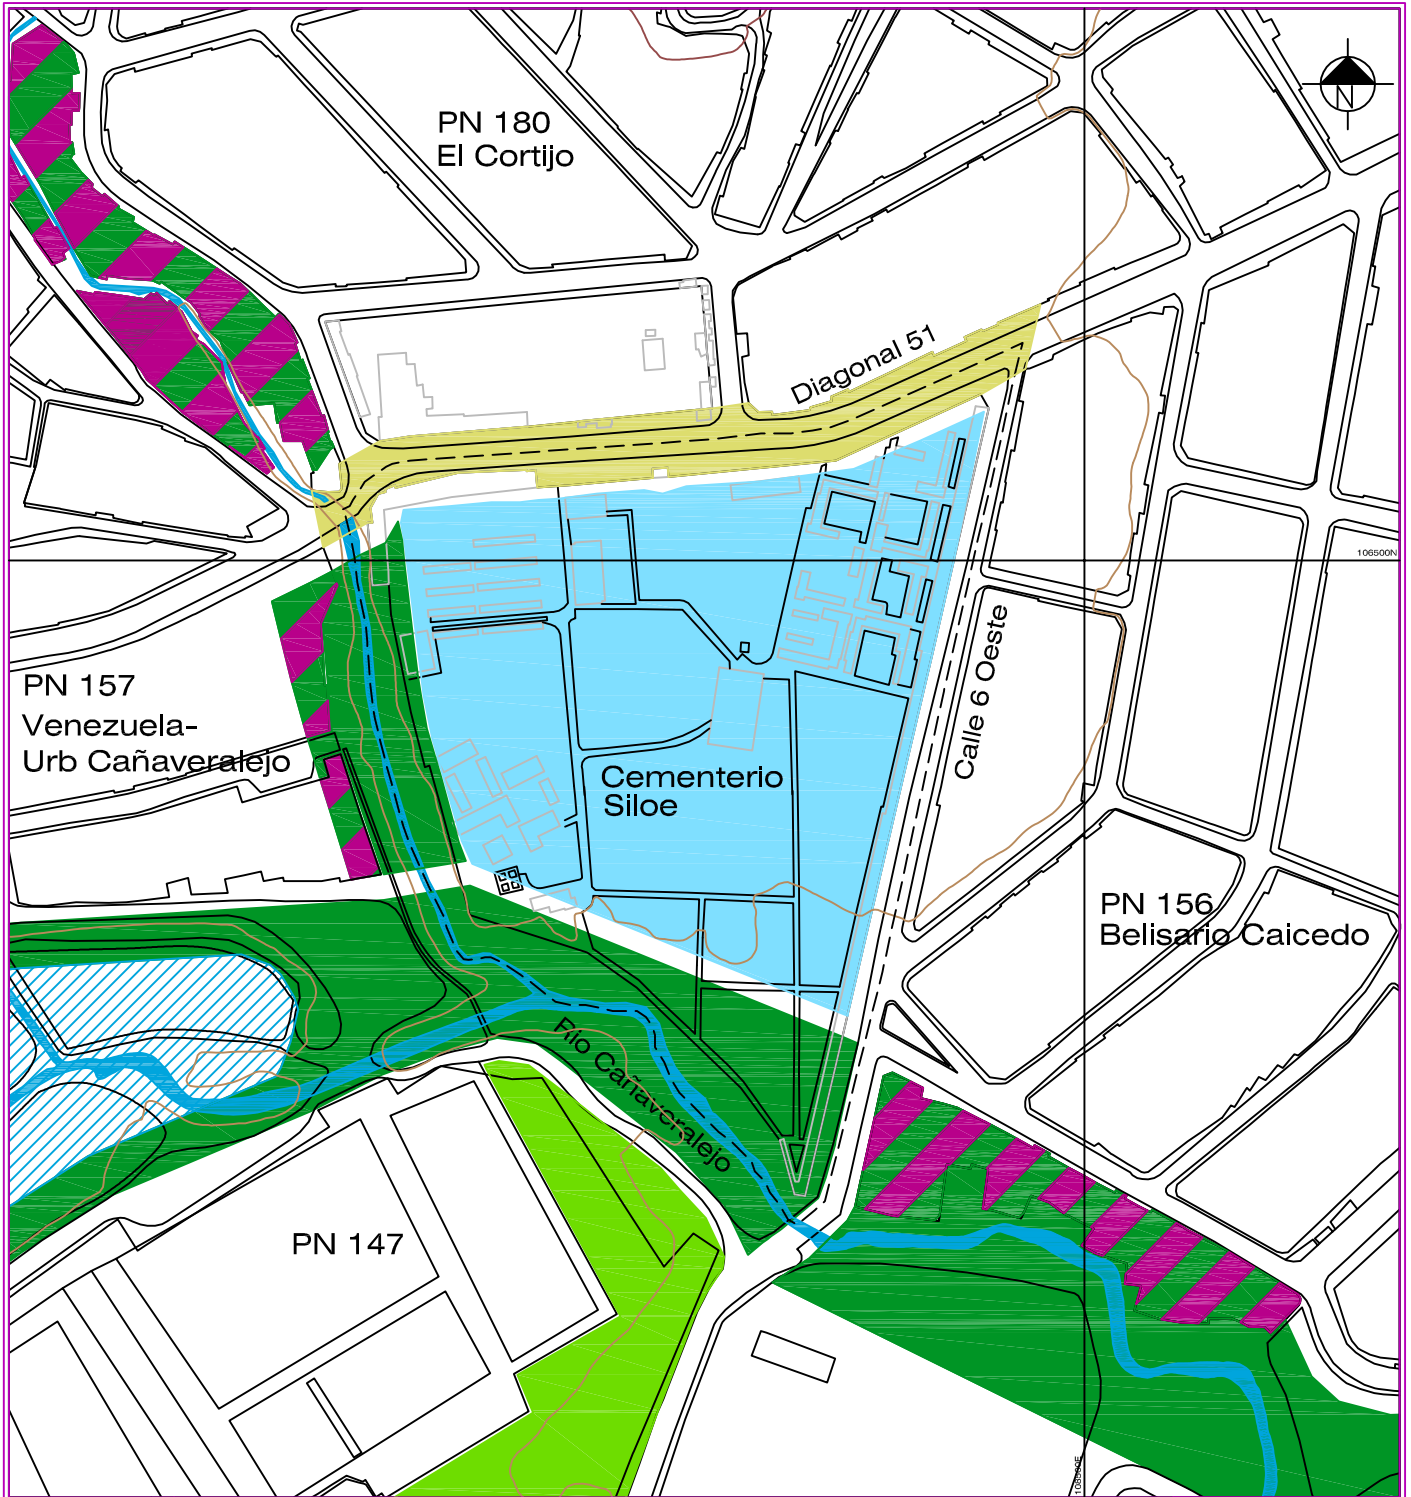 PN 180
El Cortijo
N
Diagonal 51
106500N
Calle 6 Oeste
PN 157
Venezuela-
Urb Cañaveralejo
Cementerio
Siloe
PN 156
Belisario Caicedo
Río Cañaveralejo
PN 147